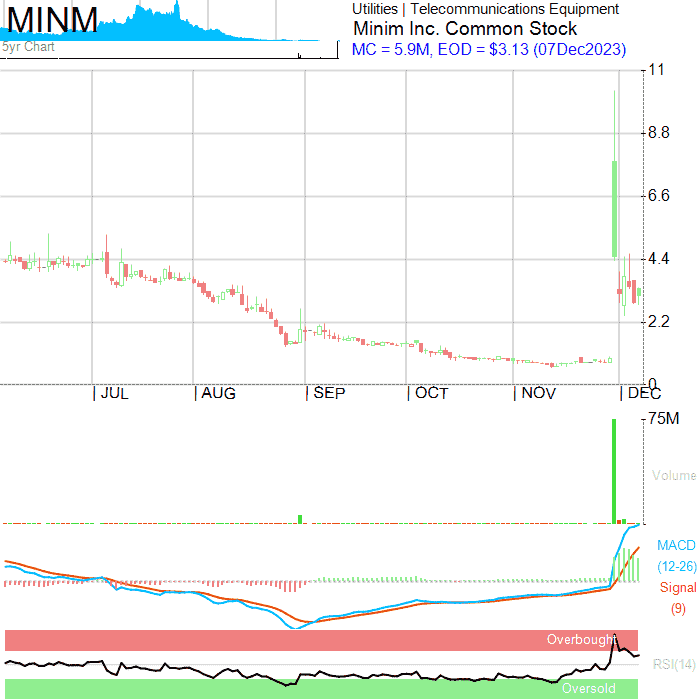 MINM
5yr Chart
Utilities | Telecommunications Equipment
Minim Inc. Common Stock
MC = 5.9M, EOD = $3.13 (07Dec2023)
11
8.8
6.6
4.4
2.2
0
JUL
AUG
SEP
OCT
NOV
DEC
75M
Volume
MACD
(12-26)
Signal
(9)
Overbought
RSI(14)
Oversold